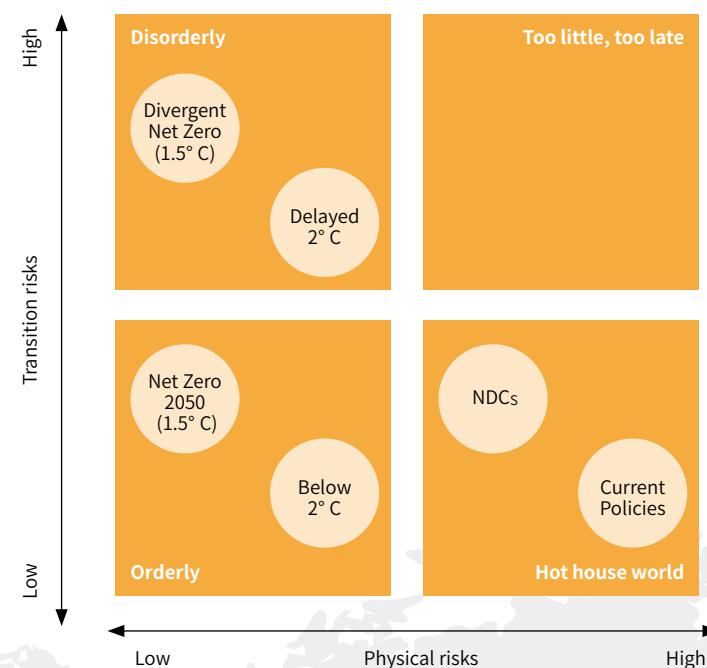 High
Transition risks
Low
Disorderly
Divergent
Net Zero
(1.5° C)
Delayed
2° C
Too little, too late
Net Zero
2050
(1.5° C)
Below
2° C
Orderly
NDCs
Current
Policies
Hot house world
Low
Physical risks
High